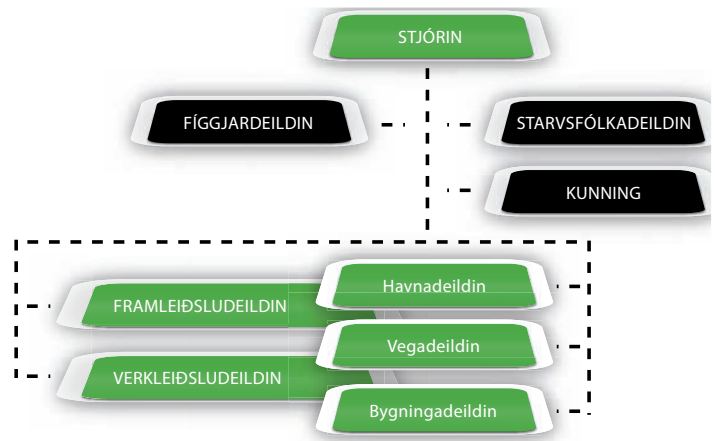 STJÓRIN
FÍGGJARDEILDIN
STARVSFÓLKADEILDIN
KUNNING
FRAMLEIÐSLUDEILDIN
Havnadeildin
Vegadeildin
VERKLEIÐSLUDEILDIN
Bygningadeildin